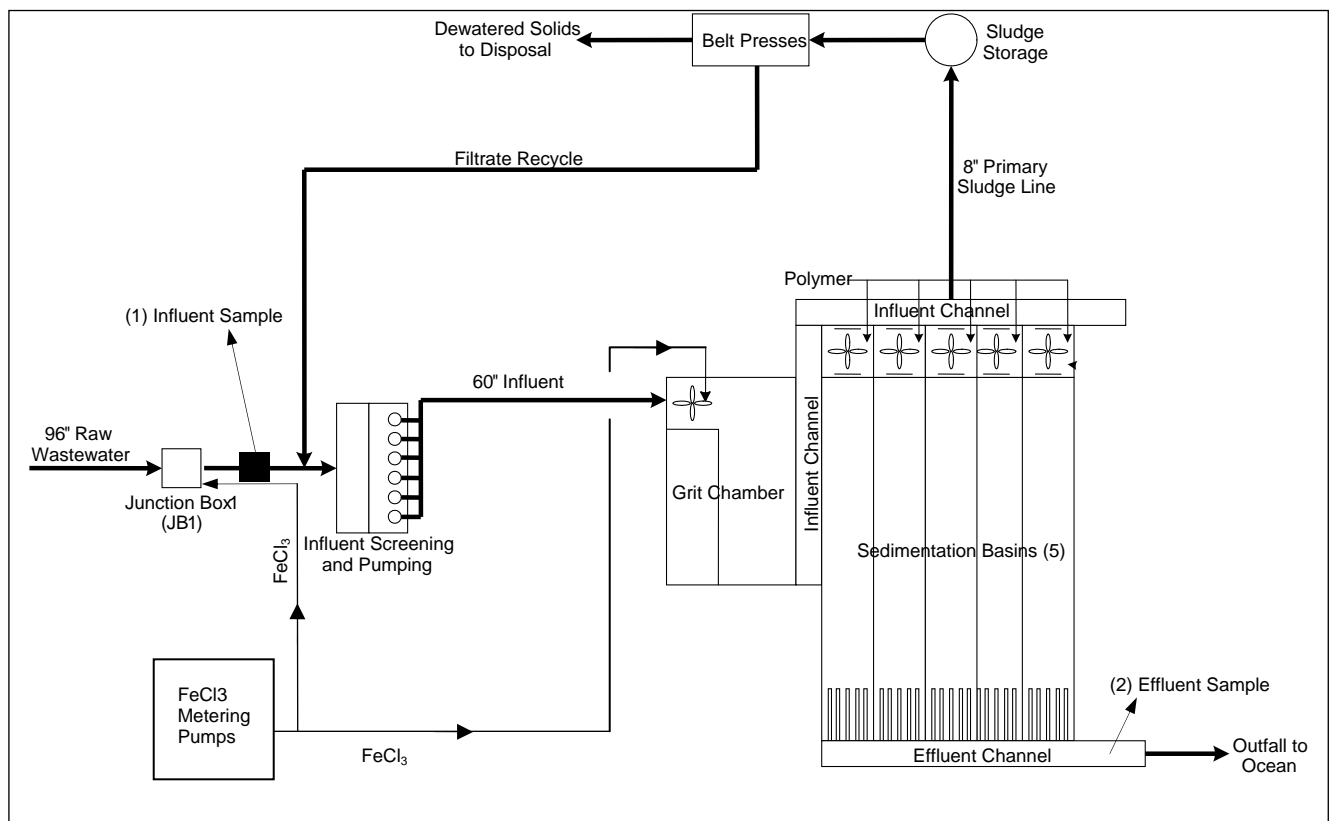 Dewatered Solids
to Disposal
Belt Presses
Sludge
Storage
Filtrate Recycle
8" Primary
Sludge Line
Polymer
Influent Channel
(1) Influent Sample
60" Influent
96" Raw
Wastewater
Junction Box1
(JB1)
Influent Screening
and Pumping
Grit Chamber
Influent Channel
Sedimentation Basins (5)
FeCl3
FeCl3
Metering
Pumps
FeCl3
(2) Effluent Sample
Effluent Channel
Outfall to
Ocean